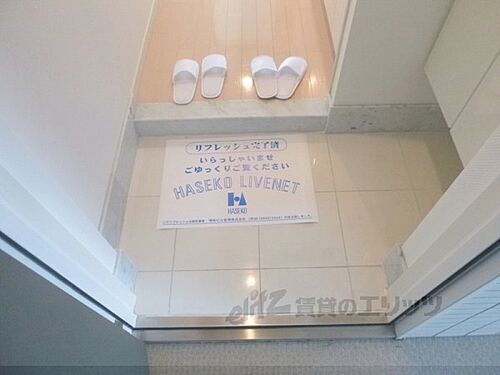 リフレッシュ完了済
いらっしゃいませ
ごゆっくりご覧ください
HASEKO LIVENET
HASEKO
elitz 賃貸のエリッツ